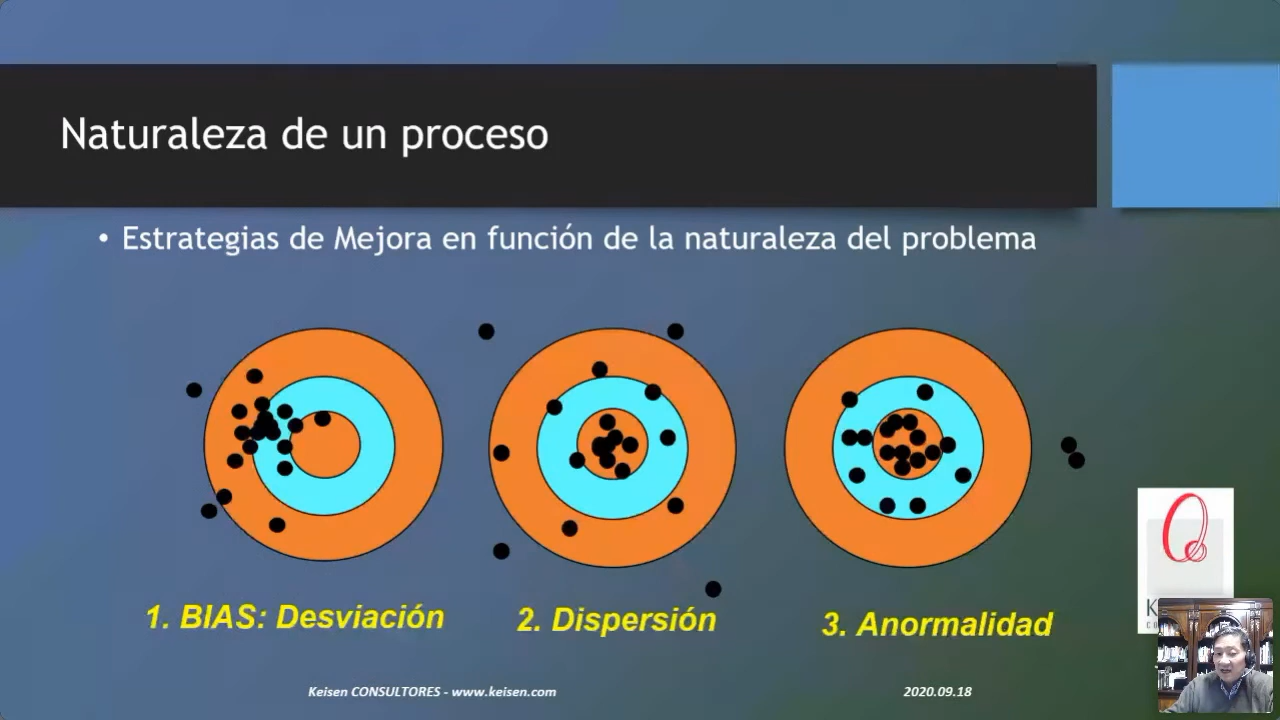 Naturaleza de un proceso
• Estrategias de Mejora en función de la naturaleza del problema
1. BIAS: Desviación
2. Dispersión
3. Anormalidad
Keisen CONSULTORES - www.keisen.com
2020.09.18